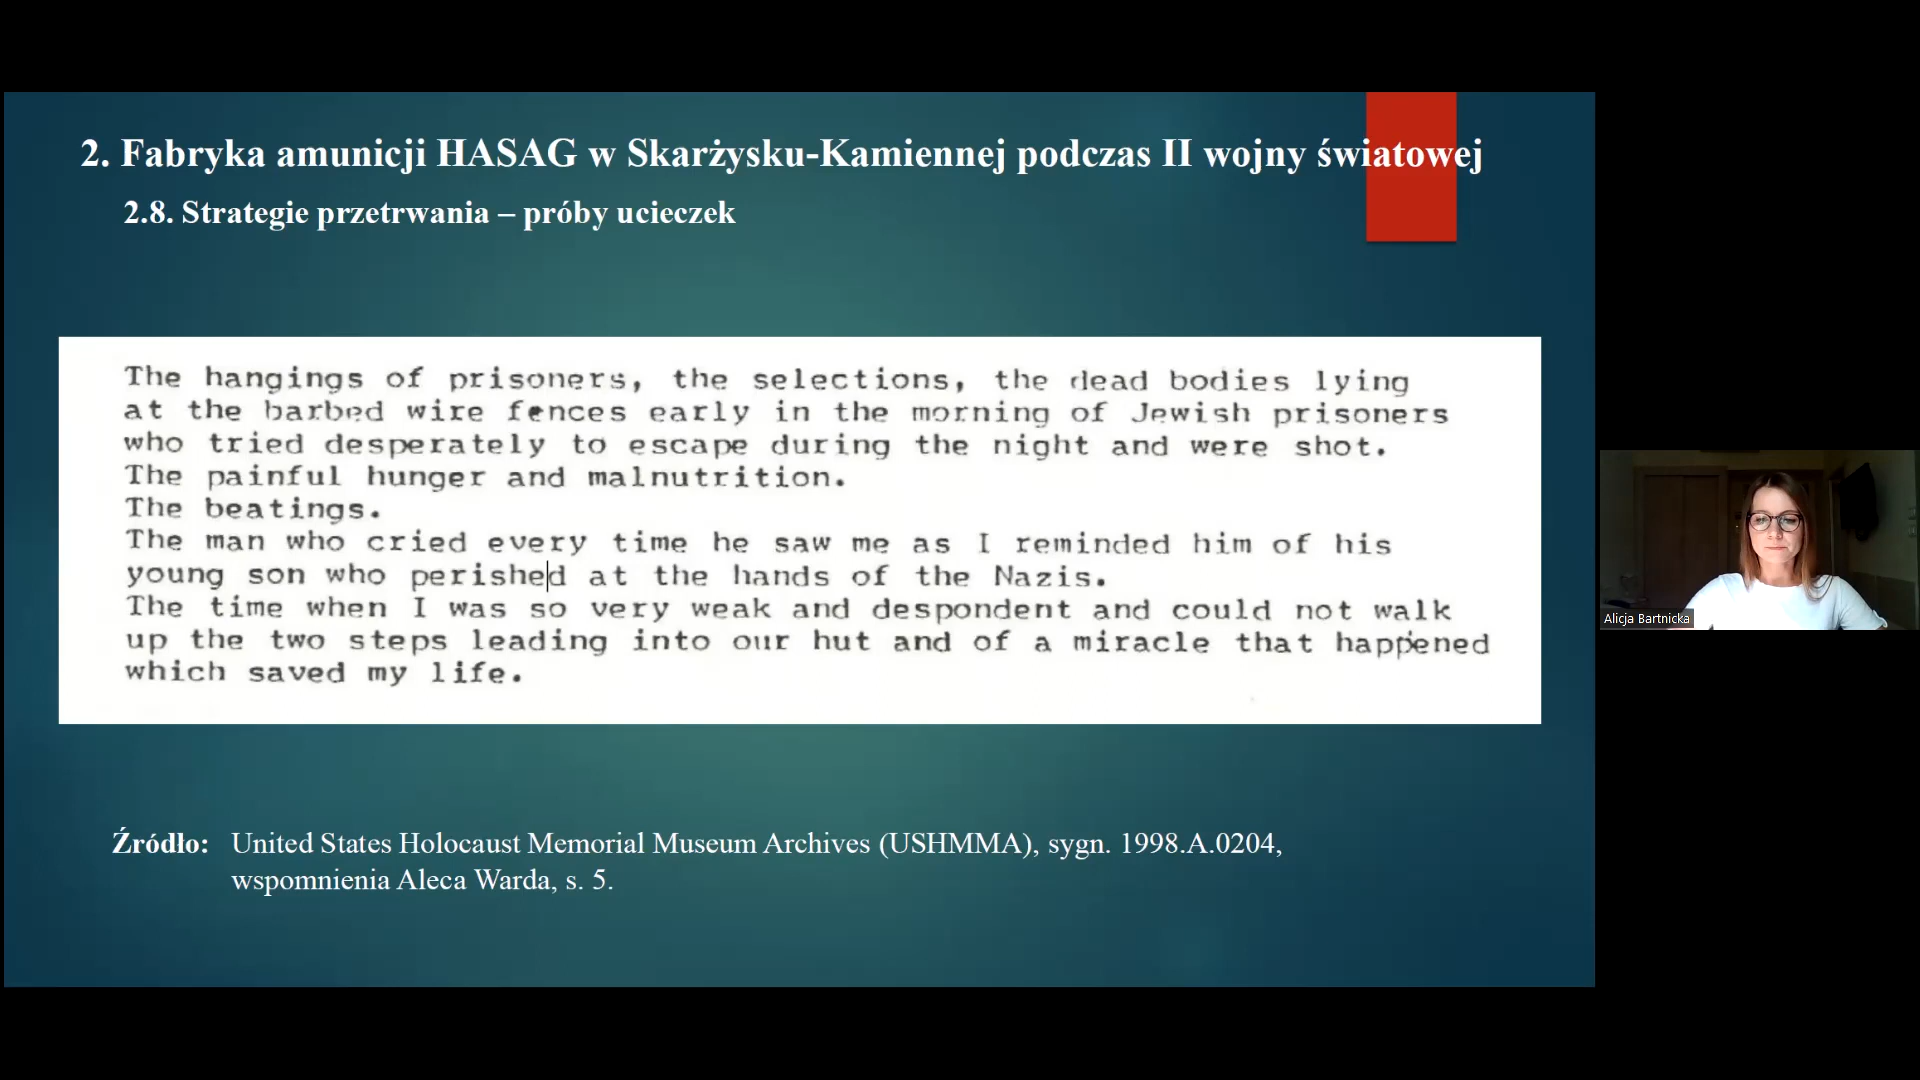 2. Fabryka amunicji HASAG w Skarżysku-Kamiennej podczas II wojny światowej
2.8. Strategie przetrwania – próby ucieczek
The hangings of prisoners, the selections, the dead bodies lying
at the barbed wire fences early in the morning of Jewish prisoners
who tried desperately to escape during the night and were shot.
The painful hunger and malnutrition.
The beatings.
The man who cried every time he saw me as I reminded him of his
young son who perished at the hands of the Nazis.
The time when I was so very weak and despondent and could not walk
up the two steps leading into our hut and of a miracle that happened
which saved my life.
Alicja Bartnicka
Źródło: United States Holocaust Memorial Museum Archives (USHMMA), sygn. 1998.A.0204,
wspomnienia Aleca Warda, s. 5.